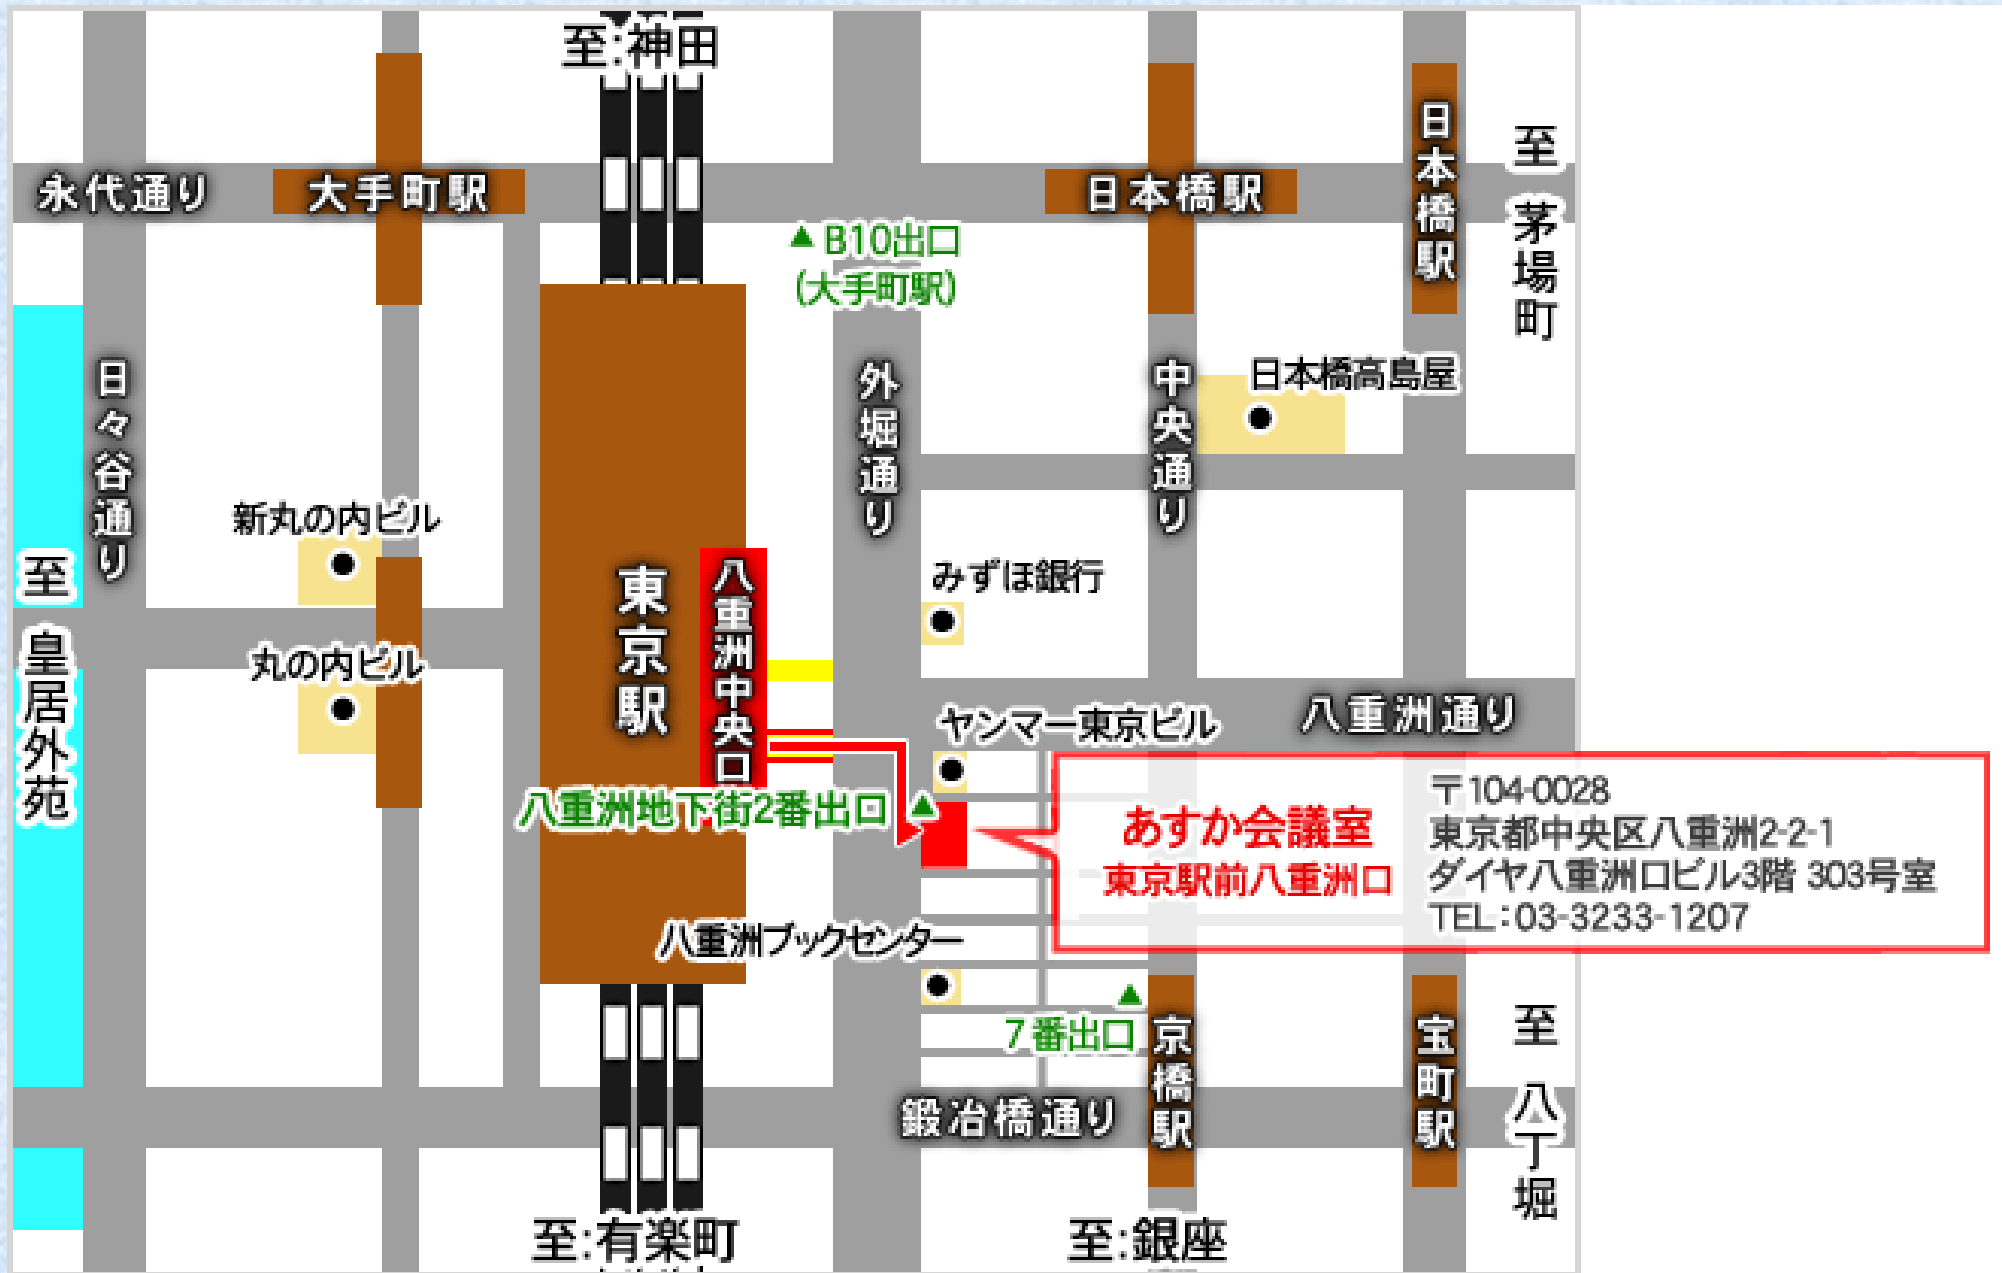 至:神田
永代通り
大手町駅
日本橋駅
日本橋駅
至 茅場町
▲ B10出口
(大手町駅)
日々谷通り
外堀通り
中央通り
日本橋高島屋
新丸の内ビル
至 皇居外苑
丸の内ビル
東京駅
八重洲中央口
みずほ銀行
八重洲通り
ヤンマー東京ビル
八重洲地下街2番出口 ▲
あすか会議室
東京駅前八重洲口
〒104-0028
東京都中央区八重洲2-2-1
ダイヤ八重洲口ビル3階 303号室
TEL:03-3233-1207
八重洲ブックセンター
▲
7番出口
京橋駅
宝町駅
至 八丁堀
鍛冶橋通り
至:有楽町
至:銀座